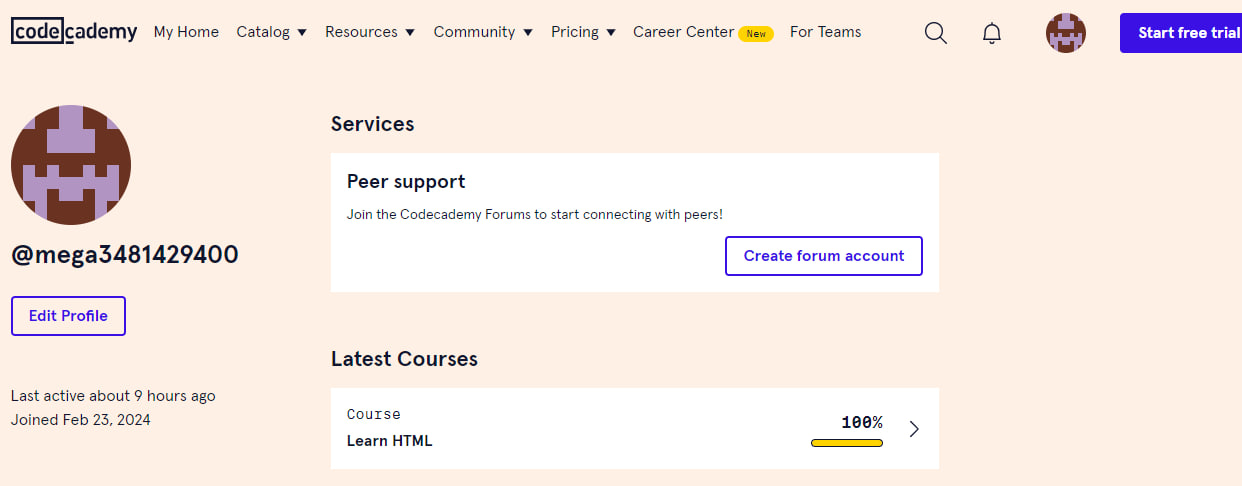 codecademy My Home Catalog Resources Community Pricing Career Center New For Teams Start free trial
@mega3481429400
Edit Profile
Last active about 9 hours ago
Joined Feb 23, 2024
Services
Peer support
Join the Codecademy Forums to start connecting with peers!
Create forum account
Latest Courses
Course
100%
Learn HTML